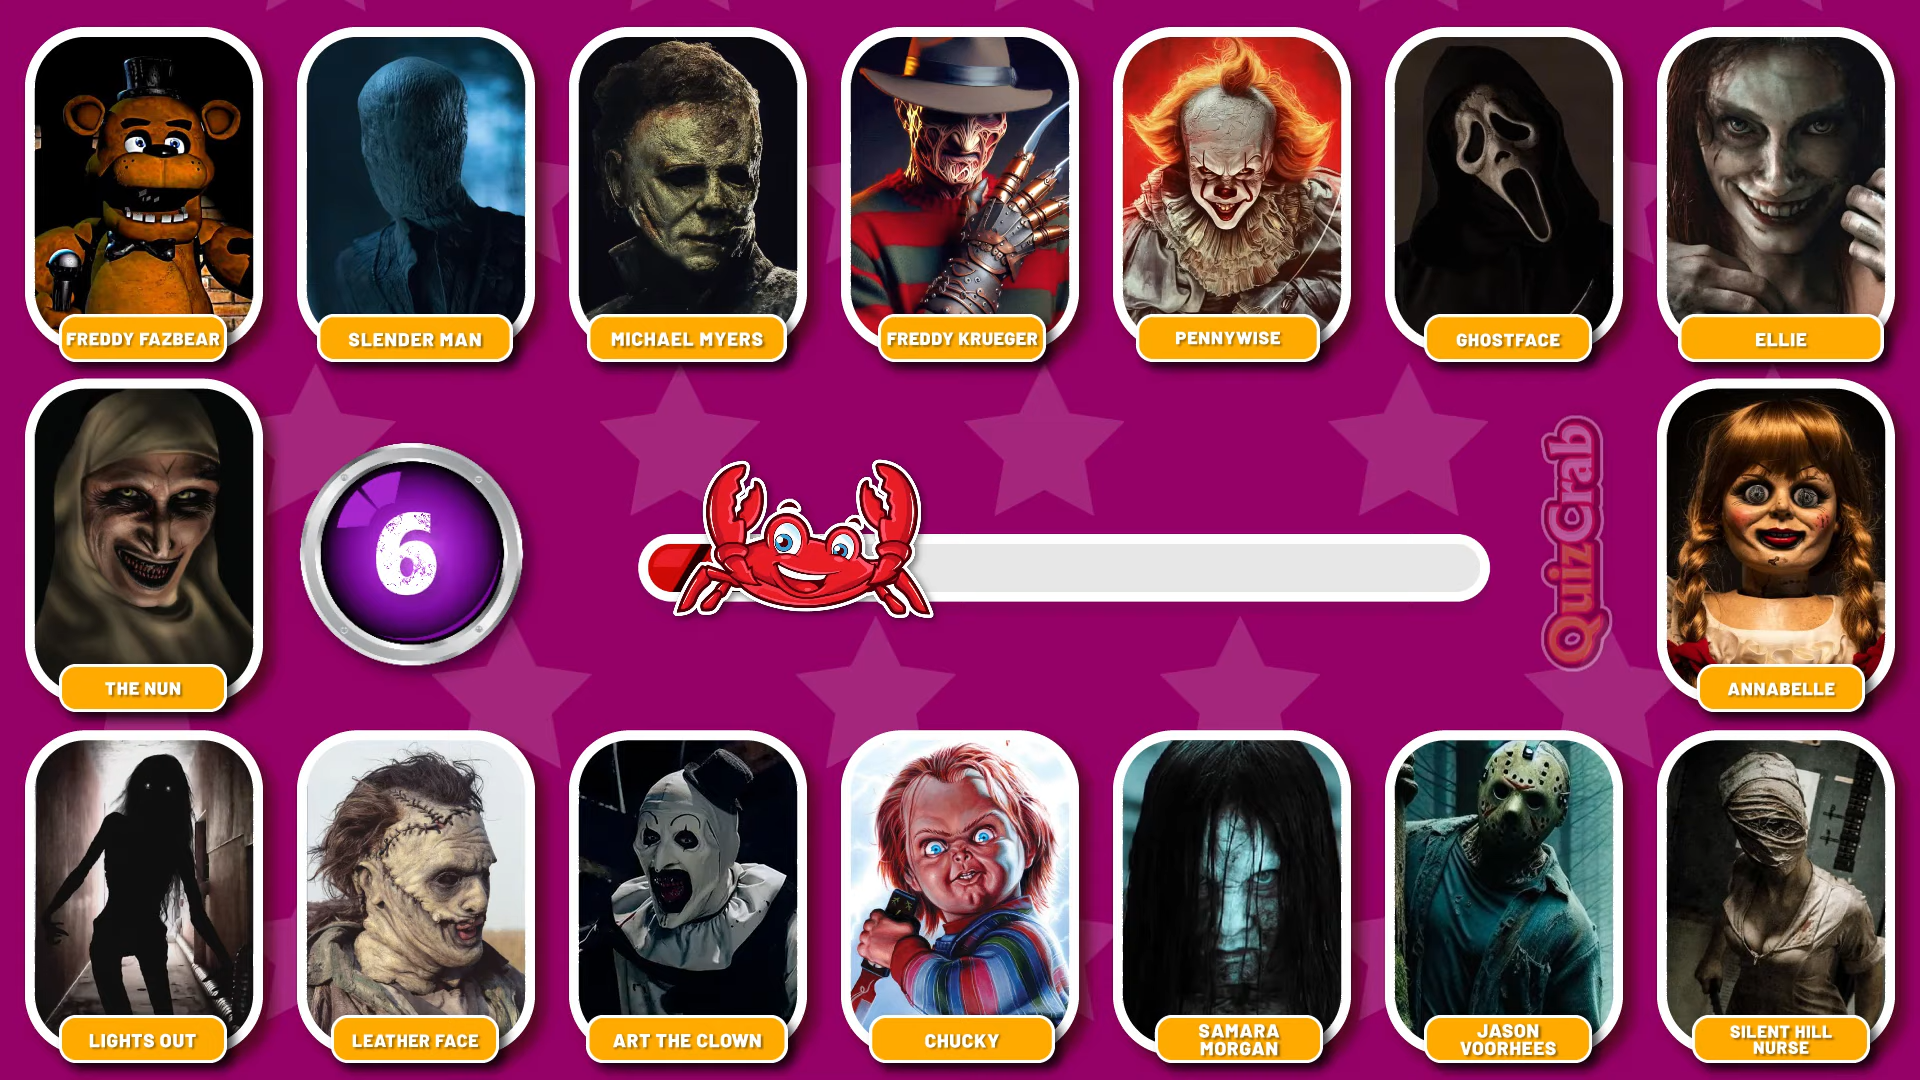 FREDDY FAZBEAR
SLENDER MAN
MICHAEL MYERS
FREDDY KRUEGER
PENNYWISE
GHOSTFACE
ELLIE
THE NUN
6
QuizCrab
ANNABELLE
LIGHTS OUT
LEATHER FACE
ART THE CLOWN
CHUCKY
SAMARA
MORGAN
JASON
VOORHEES
SILENT HILL
NURSE